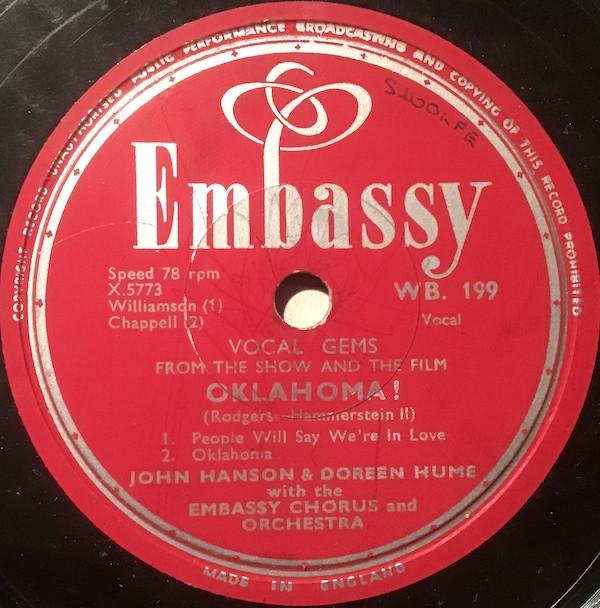 COPYRIGHT RECORD UNAUTHORISED PUBLIC PERFORMANCE BROADCASTING AND COPYING OF THIS RECORD PROHIBITED
S.WOLFE
Embassy
Speed 78 rpm
X.5773
Williamson (1)
Chappell (2)
WB. 199
Vocal
VOCAL GEMS
FROM THE SHOW AND THE FILM
OKLAHOMA!
(Rodgers—Hammerstein II)
1. People Will Say We're In Love
2. Oklahoma
JOHN HANSON & DOREEN HUME
with the
EMBASSY CHORUS and
ORCHESTRA
MADE IN ENGLAND